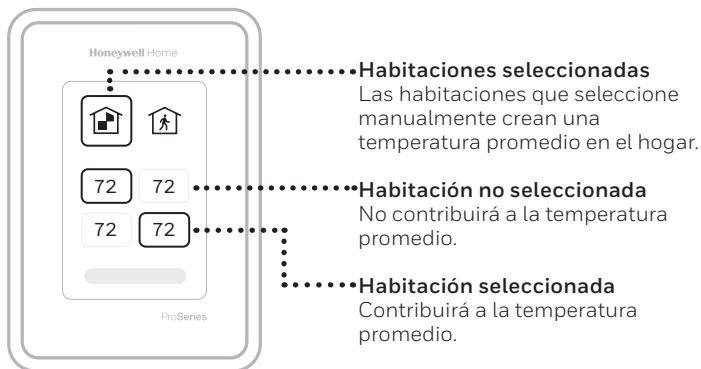 Honeywell Home
Habitaciones seleccionadas
Las habitaciones que seleccione
manualmente crean una
temperatura promedio en el hogar.
72 72
Habitación no seleccionada
No contribuirá a la temperatura
promedio.
72 72
Habitación seleccionada
Contribuirá a la temperatura
promedio.
ProSeries